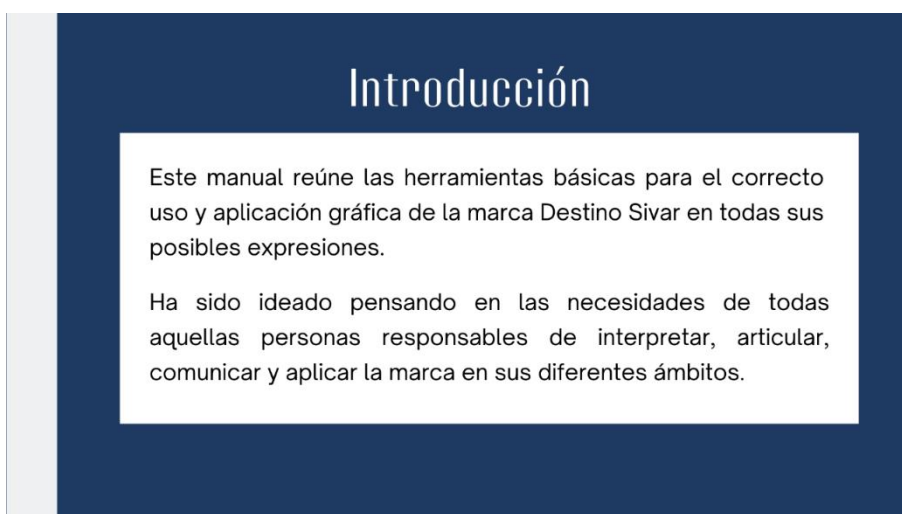 Introducción
Este manual reúne las herramientas básicas para el correcto
uso y aplicación gráfica de la marca Destino Sivar en todas sus
posibles expresiones.
Ha sido ideado pensando en las necesidades de todas
aquellas personas responsables de interpretar, articular,
comunicar y aplicar la marca en sus diferentes ámbitos.